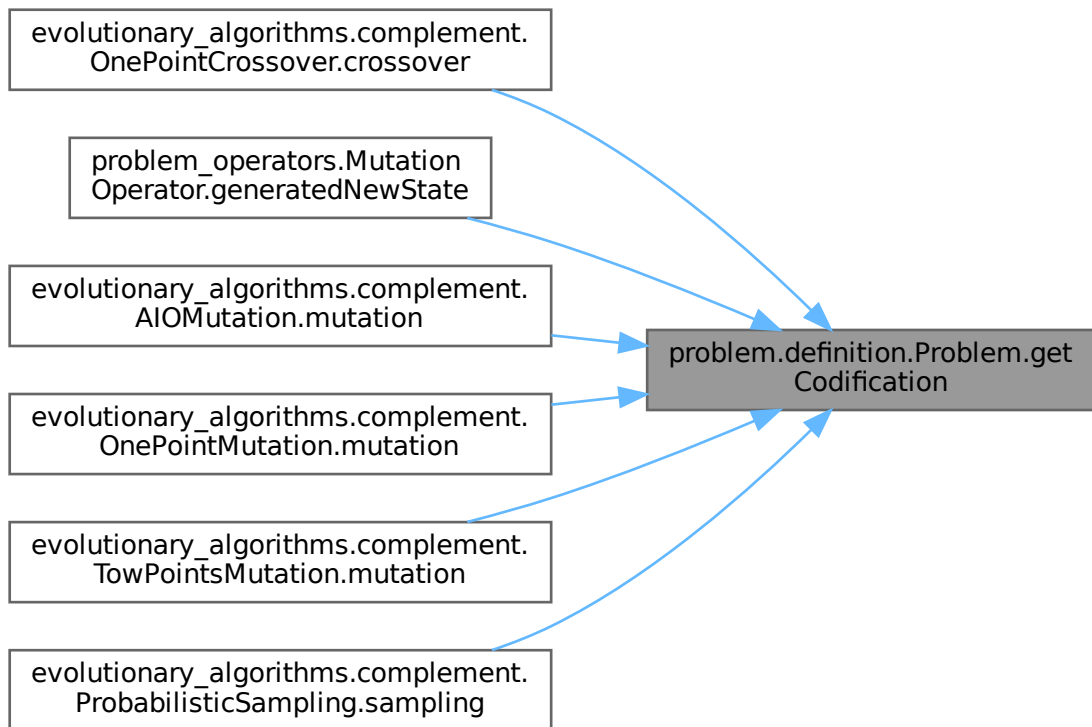 evolutionary_algorithms.complement.
OnePointCrossover.crossover
problem_operators.Mutation
Operator.generatedNewState
evolutionary_algorithms.complement.
AIOMutation.mutation
problem.definition.Problem.get
Codification
evolutionary_algorithms.complement.
OnePointMutation.mutation
evolutionary_algorithms.complement.
TowPointsMutation.mutation
evolutionary_algorithms.complement.
ProbabilisticSampling.sampling